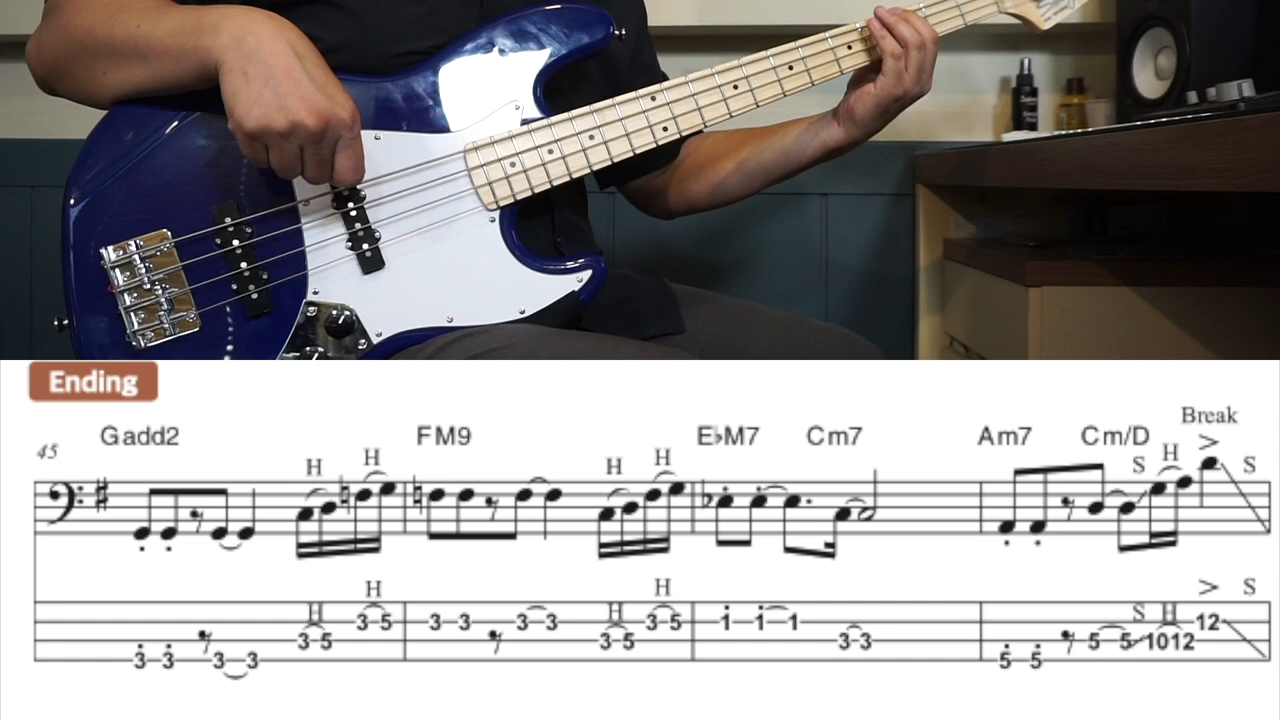 Ending
Break
Gadd2 FM9 E♭M7 Cm7 Am7 Cm/D
45 H H H H S H > S
H H H H S H > S
3 5 3 3 3 3 3 5 1 1 1 12
3 5 3 5 3 3 5 5 10 12
3 3 3 3 5 5